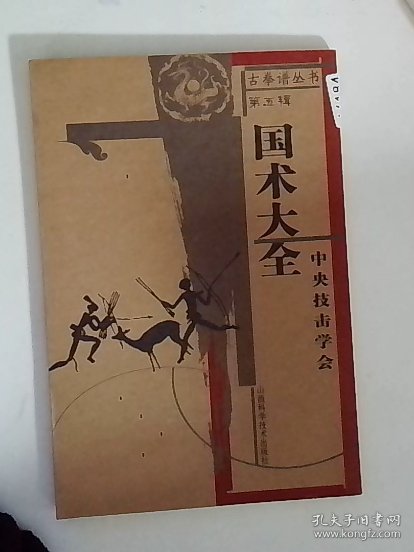 古拳谱丛书
第五辑
国术大全
中央技击学会
山西科学技术出版社
孔夫子旧书网
www.kongfz.com